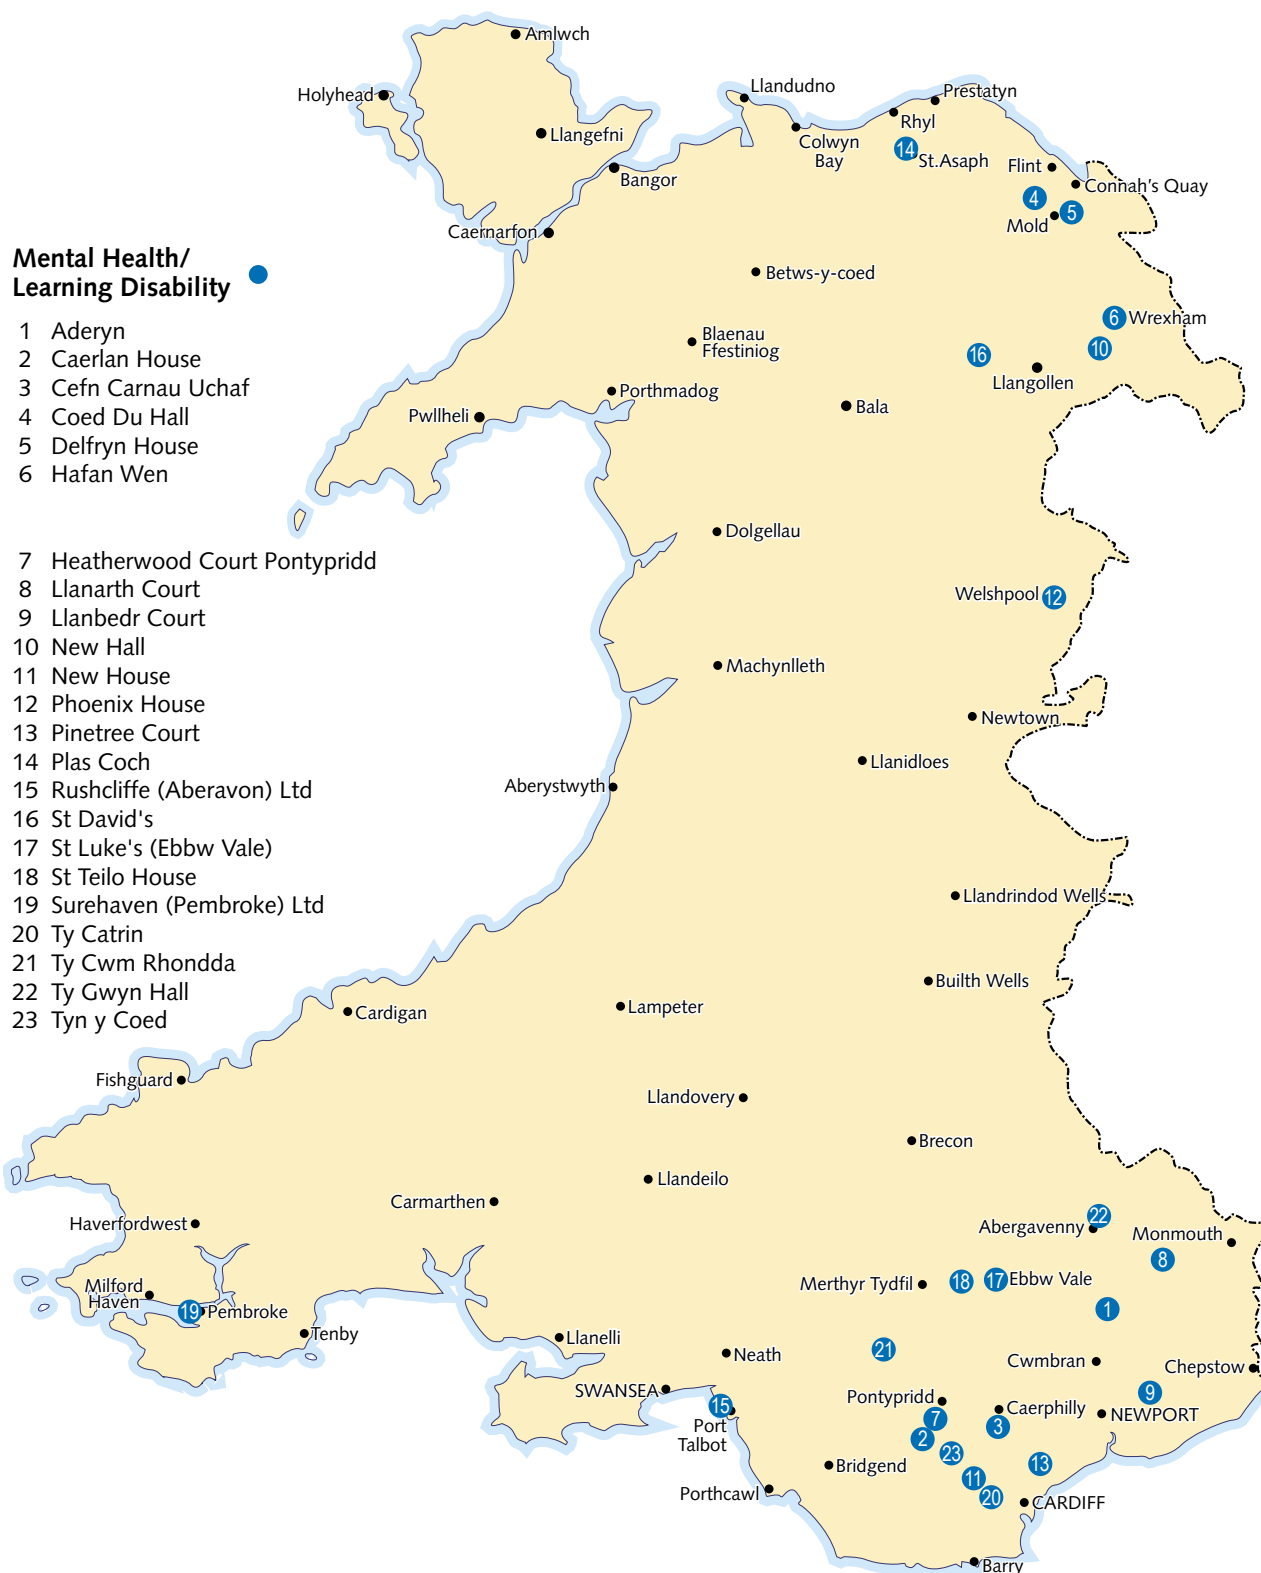 Amlwch
Holyhead
Llangefni
Bangor
Caernarfon
Llandudno
Colwyn
Bay
Prestatyn
Rhyl
14
St.Asaph
Flint
Connah's Quay
4
5
Mold
Mental Health/
Learning Disability
1 Aderyn
2 Caerlan House
3 Cefn Carnau Uchaf
4 Coed Du Hall
5 Delfryn House
6 Hafan Wen
7 Heatherwood Court Pontypridd
8 Llanarth Court
9 Llanbedr Court
10 New Hall
11 New House
12 Phoenix House
13 Pinetree Court
14 Plas Coch
15 Rushcliffe (Aberavon) Ltd
16 St David's
17 St Luke's (Ebbw Vale)
18 St Teilo House
19 Surehaven (Pembroke) Ltd
20 Ty Catrin
21 Ty Cwm Rhondda
22 Ty Gwyn Hall
23 Tyn y Coed
Betws-y-coed
Blaenau
Ffestiniog
6
Wrexham
10
16
Llangollen
Porthmadog
Pwllheli
Bala
Dolgellau
Welshpool
12
Machynlleth
Newtown
Llanidloes
Aberystwyth
Llandrindod Wells
Builth Wells
Lampeter
Cardigan
Fishguard
Llandovery
Brecon
Llandeilo
Carmarthen
Haverfordwest
22
Abergavenny
Monmouth
8
Milford
Haven
19
Pembroke
Tenby
Merthyr Tydfil
18
17
Ebbw Vale
1
Llanelli
Neath
21
Cwmbran
Chepstow
SWANSEA
15
Port
Talbot
Pontypridd
7
Caerphilly
3
9
NEWPORT
2
23
Bridgend
13
11
20
Porthcawl
CARDIFF
Barry